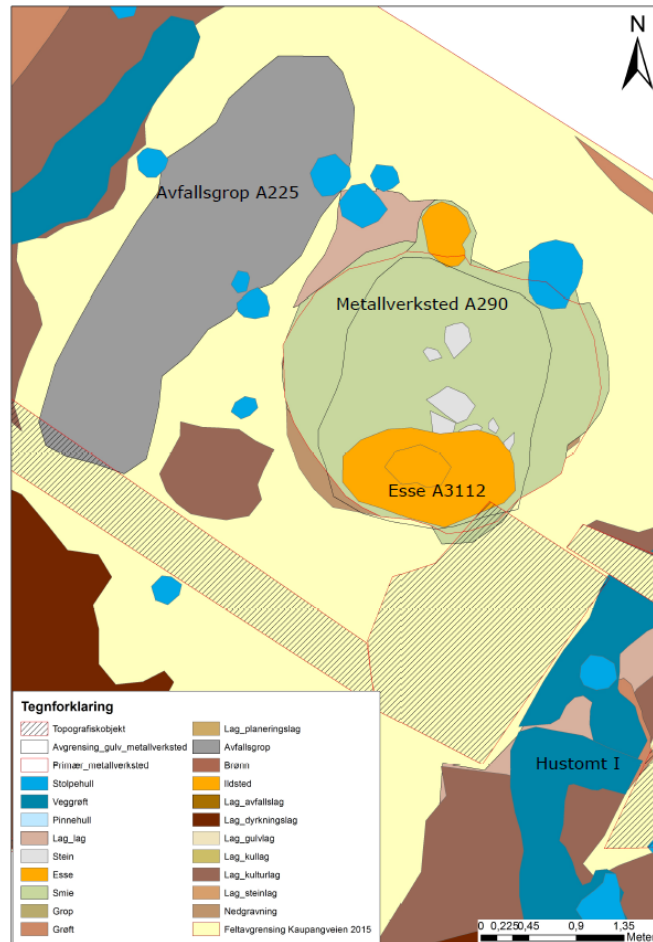 N
Avfallsgrop A225
Metallverksted A290
Esse A3112
Hustomt I
Tegnforklaring
Topografiskobjekt
Avgrensing_gulv_metallverksted
Primær_metallverksted
Stolpehull
Veggrøft
Pinnehull
Lag_lag
Stein
Esse
Smie
Grop
Grøft
Lag_planeringslag
Avfallsgrop
Brønn
Ildsted
Lag_avfallslag
Lag_dyrkningslag
Lag_gulvlag
Lag_kullag
Lag_kulturlag
Lag_steinlag
Nedgravning
Feltavgrensing Kaupangveien 2015
0 0,225 0,45 0,9 1,35
Meter